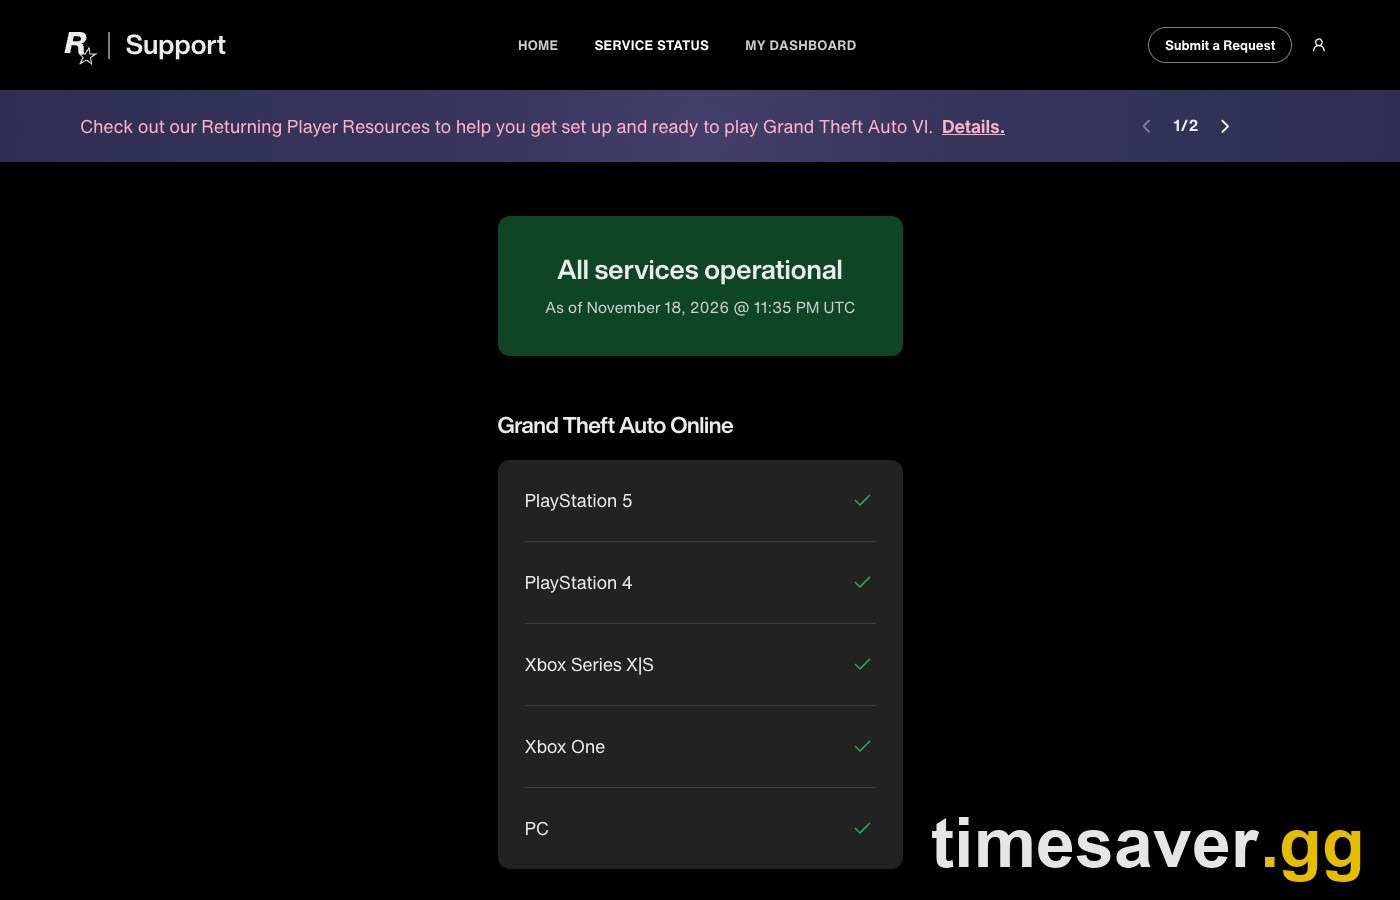 R Support
HOME
SERVICE STATUS
MY DASHBOARD
Submit a Request
Check out our Returning Player Resources to help you get set up and ready to play Grand Theft Auto VI. Details.
1/2
All services operational
As of November 18, 2026 @ 11:35 PM UTC
Grand Theft Auto Online
PlayStation 5
PlayStation 4
Xbox Series X|S
Xbox One
PC
timesaver.gg